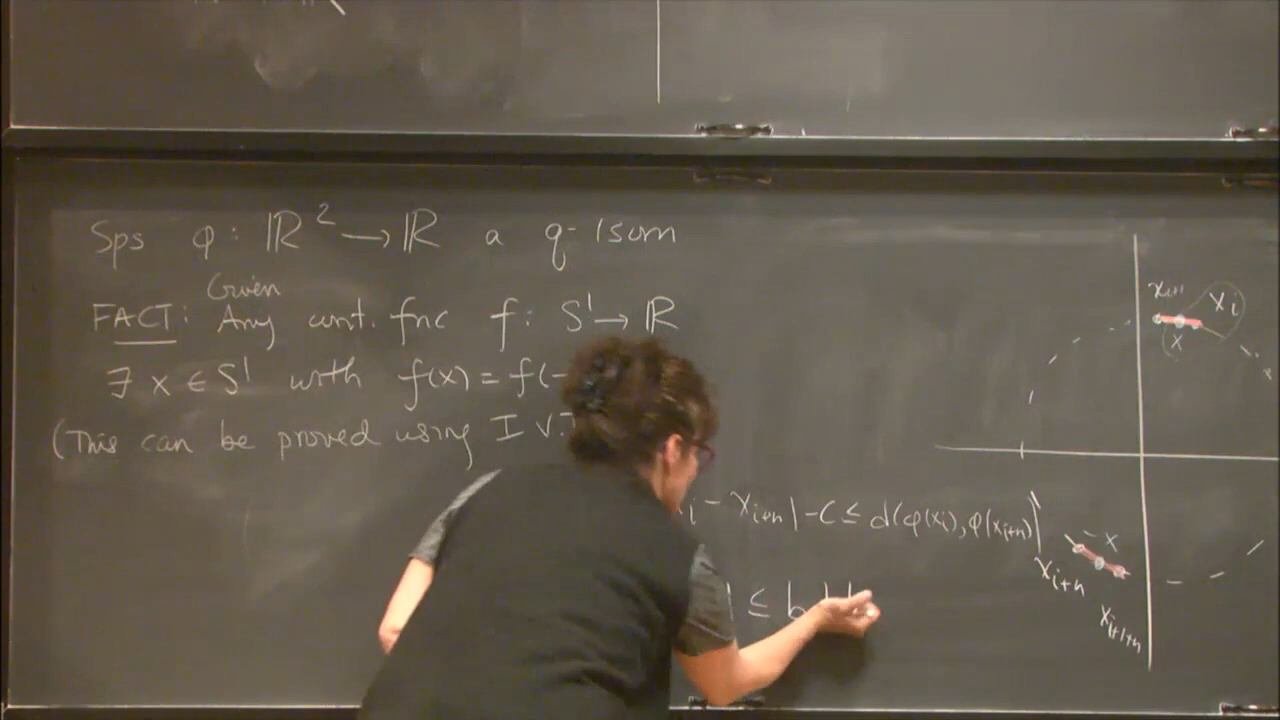 Sps φ: ℝ² → ℝ a q-isom
Given
FACT: Any cont. fnc f: S¹ → ℝ
∃ x ∈ S¹ with f(x) = f(-
(This can be proved using I V.T
i - x_{i+n}| - C ≤ d(φ(x_i), φ(x_{i+n})
| ≤ b
x_{i+1}
x_i
x
-x
x_{i+n}
x_{i+1+n}